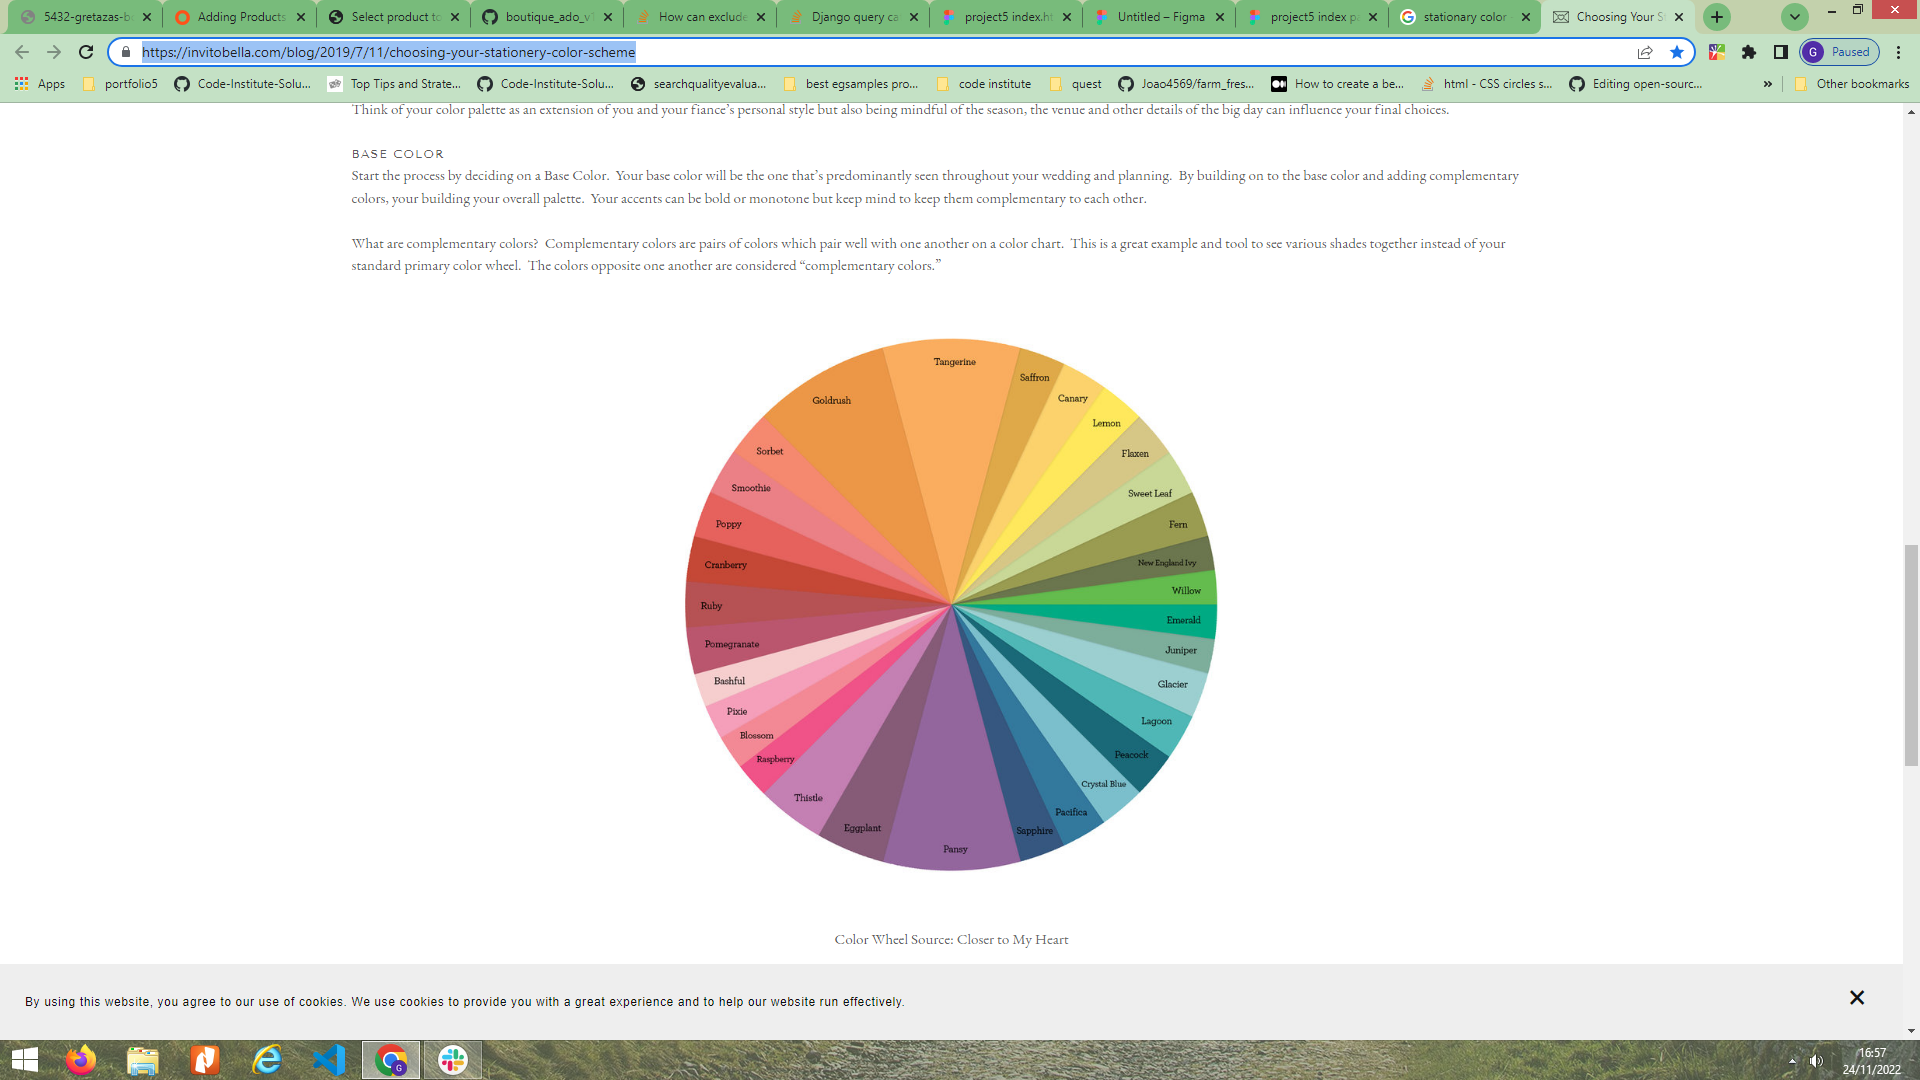 5432-gretazas-bo
Adding Products
Select product to
boutique_ado_v1
How can exclude
Django query ca
project5 index.ht
Untitled – Figma
project5 index pa
stationary color
Choosing Your S
https://invitobella.com/blog/2019/7/11/choosing-your-stationery-color-scheme
G
Paused
Apps
portfolio5
Code-Institute-Solu...
Top Tips and Strate...
Code-Institute-Solu...
searchqualityevalua...
best egsamples pro...
code institute
quest
Joao4569/farm_fres...
How to create a be...
html - CSS circles s...
Editing open-sourc...
»
Other bookmarks
Think of your color palette as an extension of you and your fiance’s personal style but also being mindful of the season, the venue and other details of the big day can influence your final choices.
BASE COLOR
Start the process by deciding on a Base Color.  Your base color will be the one that’s predominantly seen throughout your wedding and planning.  By building on to the base color and adding complementary
colors, your building your overall palette.  Your accents can be bold or monotone but keep mind to keep them complementary to each other.
What are complementary colors?  Complementary colors are pairs of colors which pair well with one another on a color chart.  This is a great example and tool to see various shades together instead of your
standard primary color wheel.  The colors opposite one another are considered “complementary colors.”
Tangerine
Saffron
Canary
Lemon
Flaxen
Sweet Leaf
Fern
New England Ivy
Willow
Emerald
Juniper
Glacier
Lagoon
Peacock
Crystal Blue
Pacifica
Sapphire
Pansy
Eggplant
Thistle
Raspberry
Blossom
Pixie
Bashful
Pomegranate
Ruby
Cranberry
Poppy
Smoothie
Sorbet
Goldrush
Color Wheel Source: Closer to My Heart
By using this website, you agree to our use of cookies. We use cookies to provide you with a great experience and to help our website run effectively.
G
16:57
24/11/2022